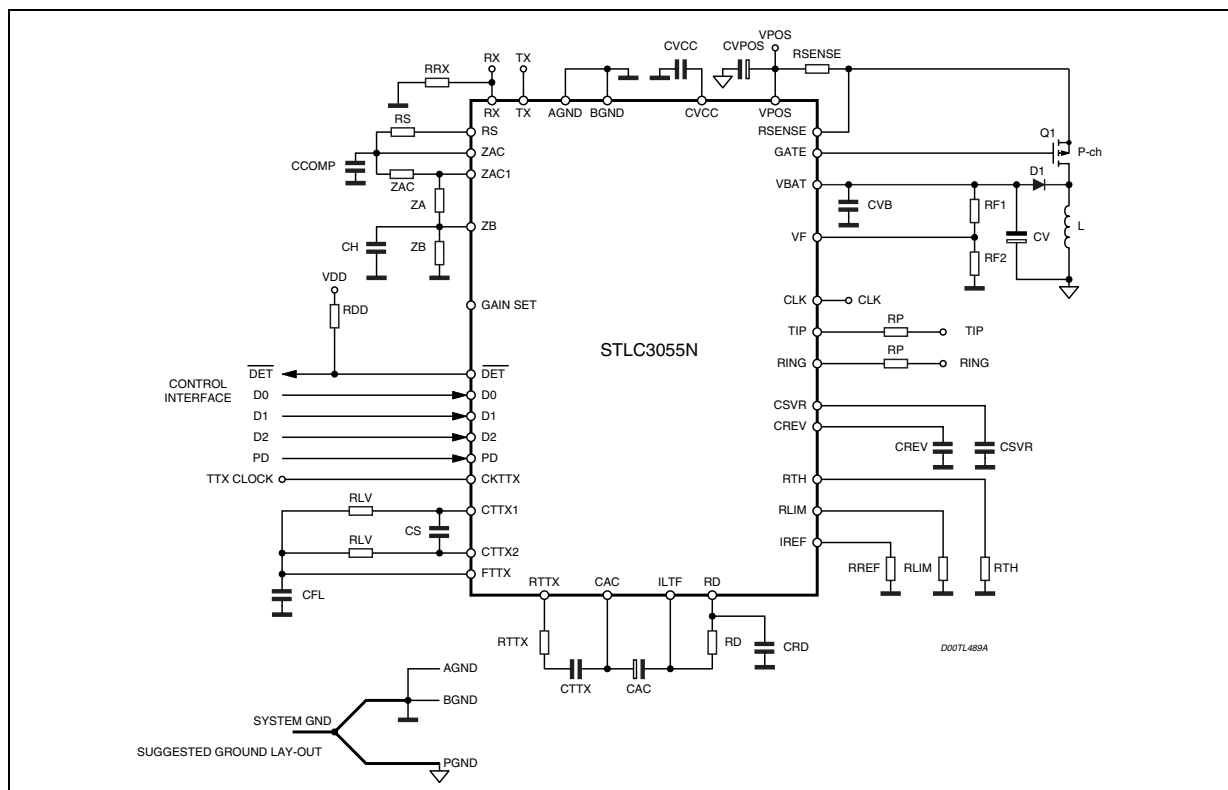 VPOS
RX TX CVCC CVPOS RSENSE
RRX
RX TX AGND BGND CVCC VPOS
RS RS RSENSE
Q1
ZAC GATE P-ch
CCOMP
ZAC ZAC1 VBAT D1
ZA CVB RF1
ZB VF CV L
CH ZB RF2
VDD
RDD GAIN SET CLK CLK
RP
TIP TIP
STLC3055N RP
RING RING
DET DET
CONTROL INTERFACE
D0 D0 CSVR
D1 D1 CREV
D2 D2 CREV CSVR
PD PD
TTX CLOCK CKTTX RTH
RLV CTTX1 RLIM
CS
RLV CTTX2 IREF
FTTX RREF RLIM RTH
CFL RTTX CAC ILTF RD
RTTX RD CRD
D00TL489A
CTTX CAC
AGND
BGND
SYSTEM GND
SUGGESTED GROUND LAY-OUT
PGND